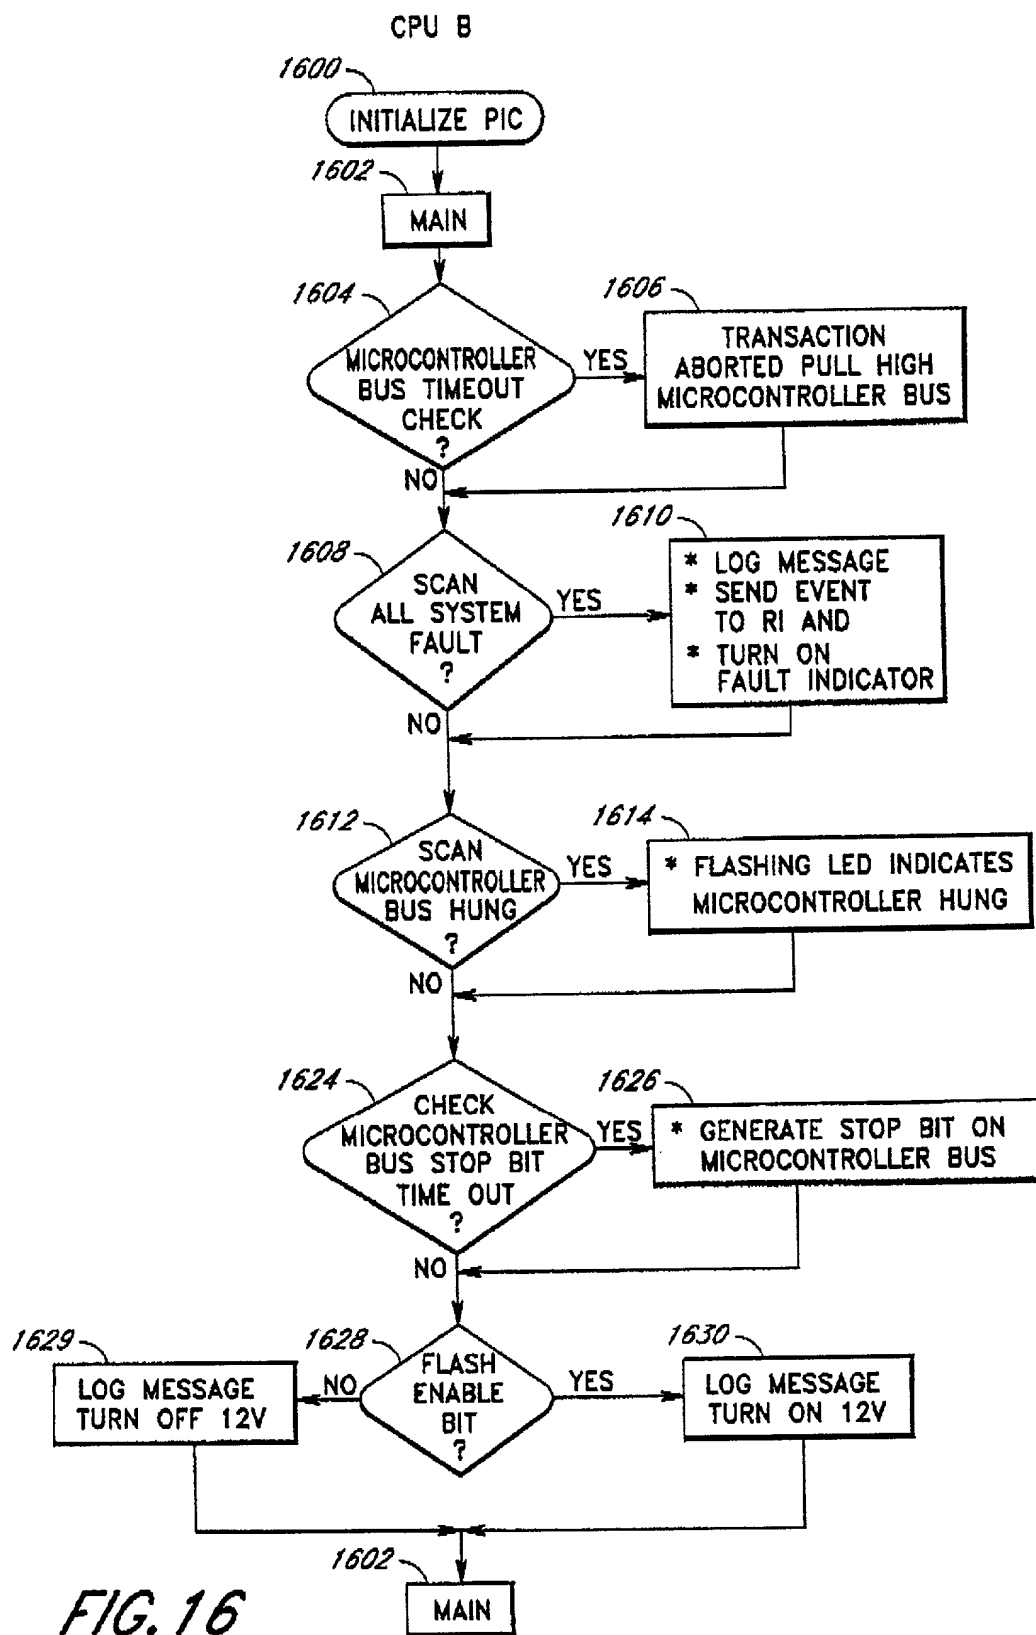 CPU B
1600
INITIALIZE PIC
1602
MAIN
1604
MICROCONTROLLER
BUS TIMEOUT
CHECK
?
YES
NO
1606
TRANSACTION
ABORTED PULL HIGH
MICROCONTROLLER BUS
1608
SCAN
ALL SYSTEM
FAULT
?
YES
NO
1610
* LOG MESSAGE
* SEND EVENT
TO RI AND
* TURN ON
FAULT INDICATOR
1612
SCAN
MICROCONTROLLER
BUS HUNG
?
YES
NO
1614
* FLASHING LED INDICATES
MICROCONTROLLER HUNG
1624
CHECK
MICROCONTROLLER
BUS STOP BIT
TIME OUT
?
YES
NO
1626
* GENERATE STOP BIT ON
MICROCONTROLLER BUS
1628
FLASH
ENABLE
BIT
?
NO
YES
1629
LOG MESSAGE
TURN OFF 12V
1630
LOG MESSAGE
TURN ON 12V
1602
MAIN
FIG. 16